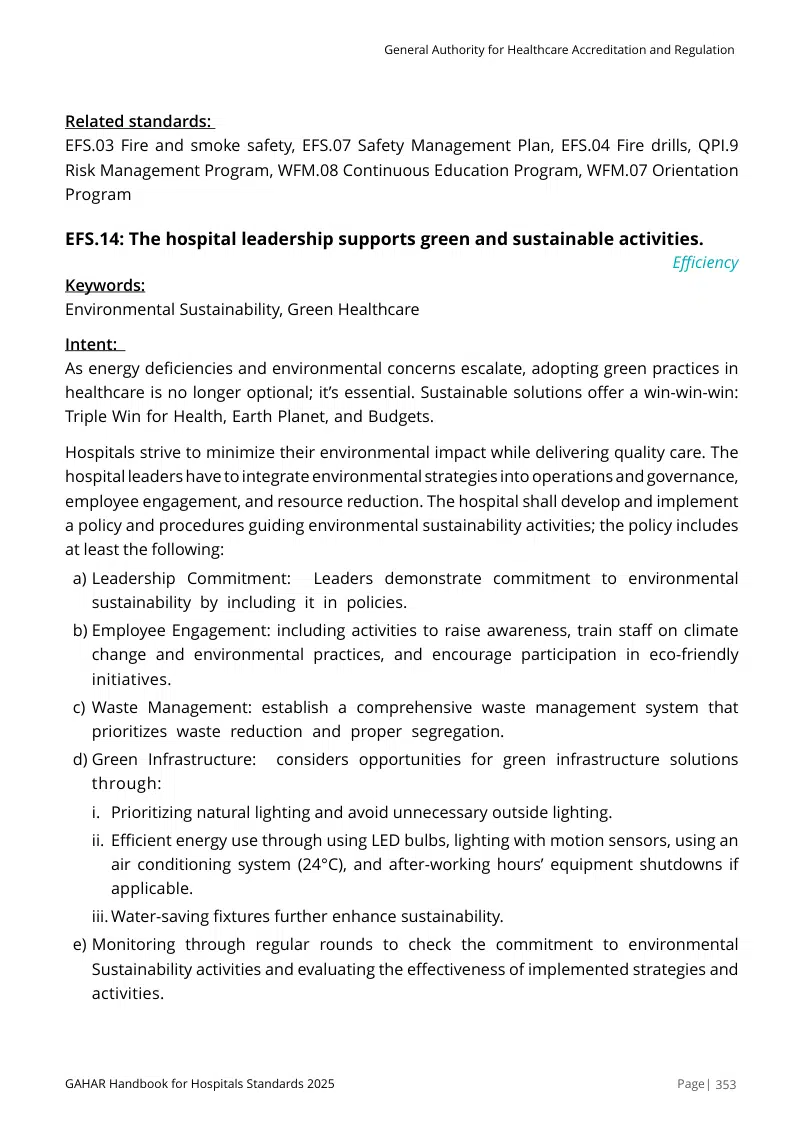 General Authority for Healthcare Accreditation and Regulation
Related standards:
EFS.03 Fire and smoke safety, EFS.07 Safety Management Plan, EFS.04 Fire drills, QPI.9
Risk Management Program, WFM.08 Continuous Education Program, WFM.07 Orientation
Program
EFS.14: The hospital leadership supports green and sustainable activities.
Efficiency
Keywords:
Environmental Sustainability, Green Healthcare
Intent:
As energy deficiencies and environmental concerns escalate, adopting green practices in
healthcare is no longer optional; it’s essential. Sustainable solutions offer a win-win-win:
Triple Win for Health, Earth Planet, and Budgets.
Hospitals strive to minimize their environmental impact while delivering quality care. The
hospital leaders have to integrate environmental strategies into operations and governance,
employee engagement, and resource reduction. The hospital shall develop and implement
a policy and procedures guiding environmental sustainability activities; the policy includes
at least the following:
a) Leadership Commitment: Leaders demonstrate commitment to environmental
sustainability by including it in policies.
b) Employee Engagement: including activities to raise awareness, train staff on climate
change and environmental practices, and encourage participation in eco-friendly
initiatives.
c) Waste Management: establish a comprehensive waste management system that
prioritizes waste reduction and proper segregation.
d) Green Infrastructure: considers opportunities for green infrastructure solutions
through:
i. Prioritizing natural lighting and avoid unnecessary outside lighting.
ii. Efficient energy use through using LED bulbs, lighting with motion sensors, using an
air conditioning system (24°C), and after-working hours’ equipment shutdowns if
applicable.
iii. Water-saving fixtures further enhance sustainability.
e) Monitoring through regular rounds to check the commitment to environmental
Sustainability activities and evaluating the effectiveness of implemented strategies and
activities.
GAHAR Handbook for Hospitals Standards 2025
Page| 353